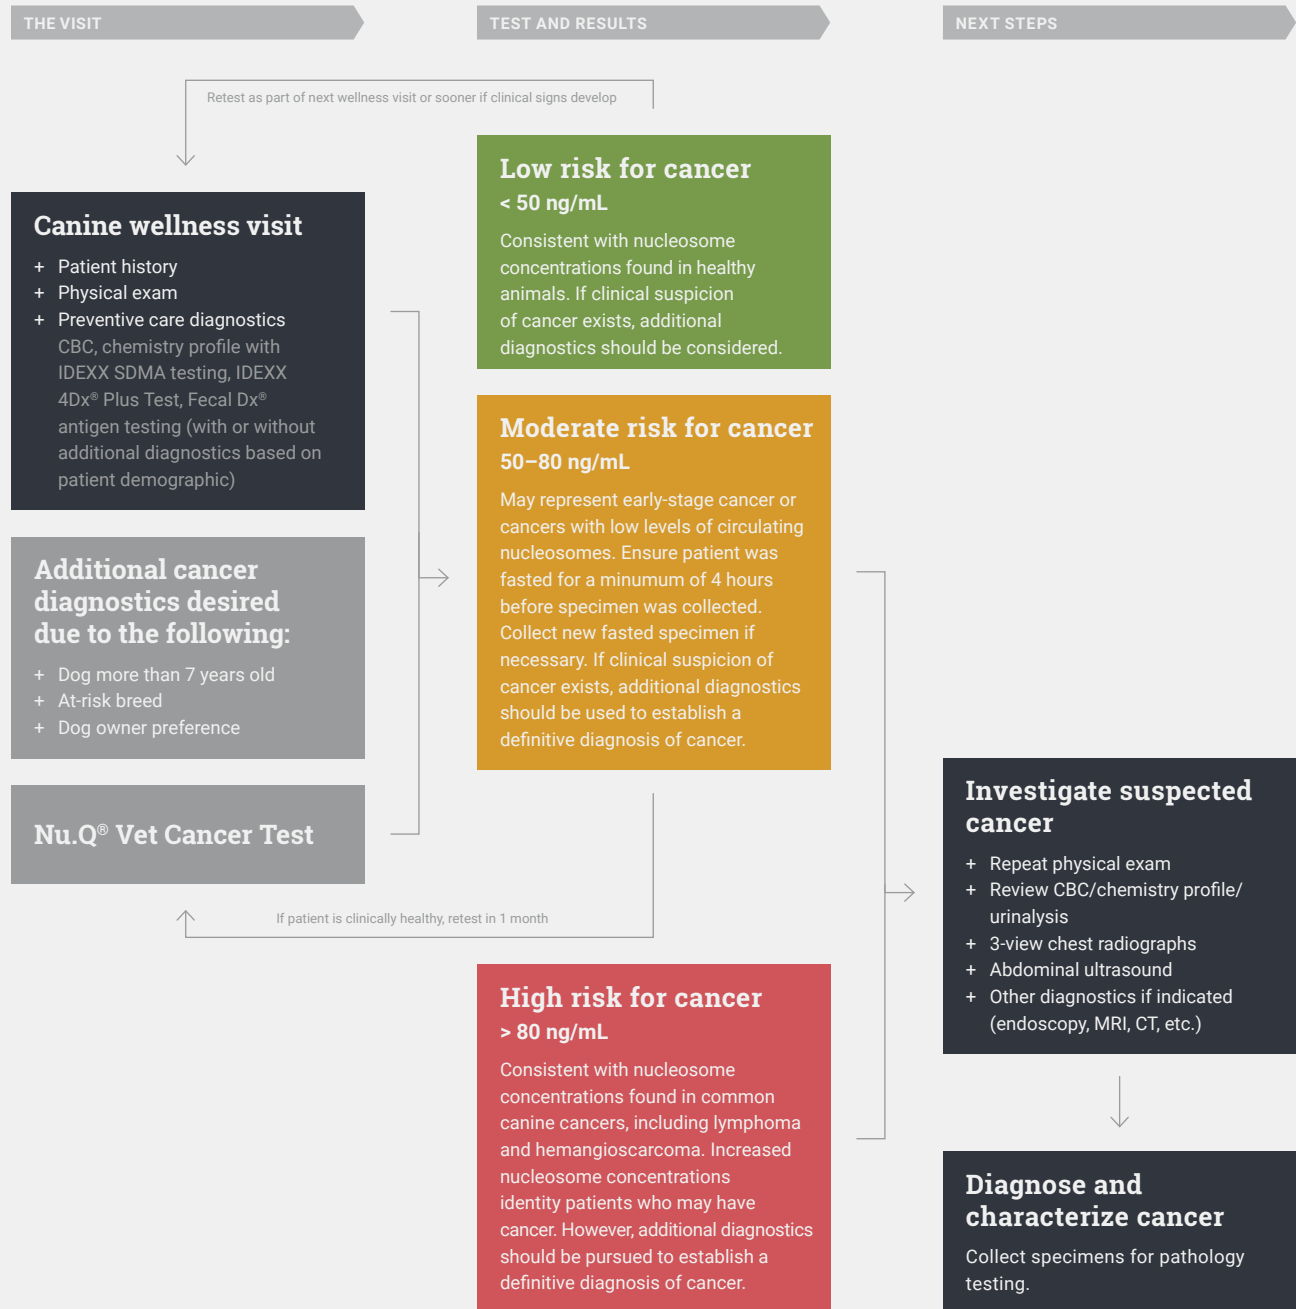 THE VISIT
TEST AND RESULTS
NEXT STEPS
Retest as part of next wellness visit or sooner if clinical signs develop
Canine wellness visit
+ Patient history
+ Physical exam
+ Preventive care diagnostics
CBC, chemistry profile with
IDEXX SDMA testing, IDEXX
4Dx® Plus Test, Fecal Dx®
antigen testing (with or without
additional diagnostics based on
patient demographic)
Additional cancer
diagnostics desired
due to the following:
+ Dog more than 7 years old
+ At-risk breed
+ Dog owner preference
Nu.Q® Vet Cancer Test
Low risk for cancer
< 50 ng/mL
Consistent with nucleosome
concentrations found in healthy
animals. If clinical suspicion
of cancer exists, additional
diagnostics should be considered.
Moderate risk for cancer
50–80 ng/mL
May represent early-stage cancer or
cancers with low levels of circulating
nucleosomes. Ensure patient was
fasted for a minumum of 4 hours
before specimen was collected.
Collect new fasted specimen if
necessary. If clinical suspicion of
cancer exists, additional diagnostics
should be used to establish a
definitive diagnosis of cancer.
If patient is clinically healthy, retest in 1 month
High risk for cancer
> 80 ng/mL
Consistent with nucleosome
concentrations found in common
canine cancers, including lymphoma
and hemangioscarcoma. Increased
nucleosome concentrations
identity patients who may have
cancer. However, additional diagnostics
should be pursued to establish a
definitive diagnosis of cancer.
Investigate suspected
cancer
+ Repeat physical exam
+ Review CBC/chemistry profile/
urinalysis
+ 3-view chest radiographs
+ Abdominal ultrasound
+ Other diagnostics if indicated
(endoscopy, MRI, CT, etc.)
Diagnose and
characterize cancer
Collect specimens for pathology
testing.